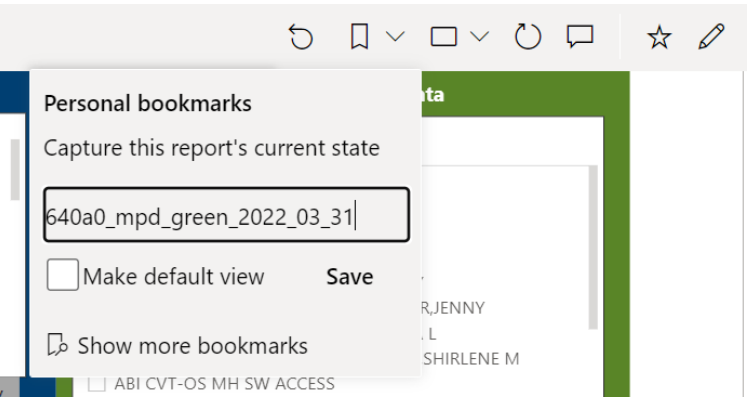 ata
Personal bookmarks
Capture this report's current state
640a0_mpd_green_2022_03_31
Make default view
Save
R,JENNY
L
Show more bookmarks
SHIRLENE M
ABI CVT-OS MH SW ACCESS